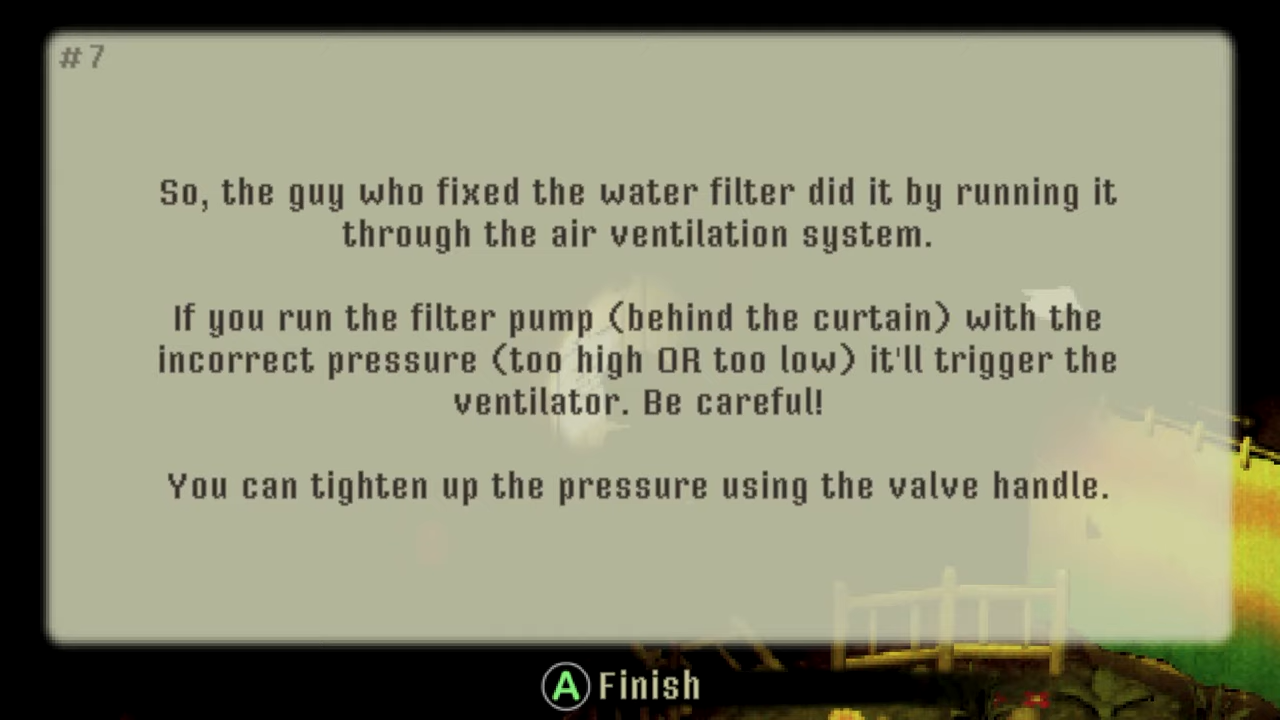 #7
So, the guy who fixed the water filter did it by running it
through the air ventilation system.
If you run the filter pump (behind the curtain) with the
incorrect pressure (too high OR too low) it'll trigger the
ventilator. Be careful!
You can tighten up the pressure using the valve handle.
A Finish